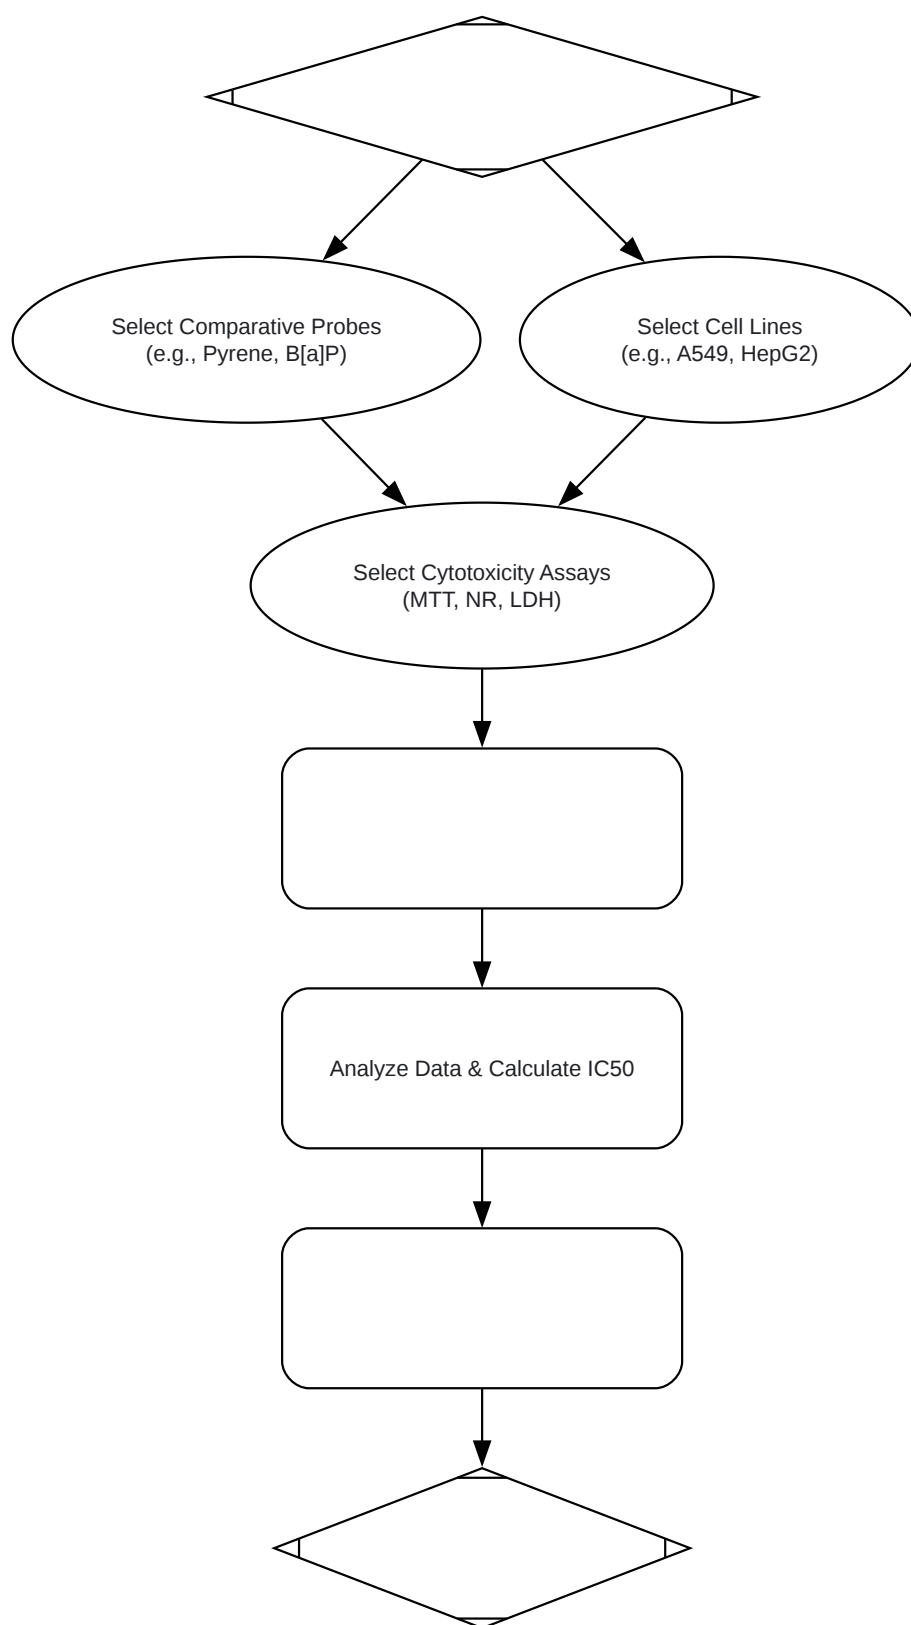 Select Comparative Probes
(e.g., Pyrene, B[a]P)
Select Cell Lines
(e.g., A549, HepG2)
Select Cytotoxicity Assays
(MTT, NR, LDH)
Analyze Data & Calculate IC50